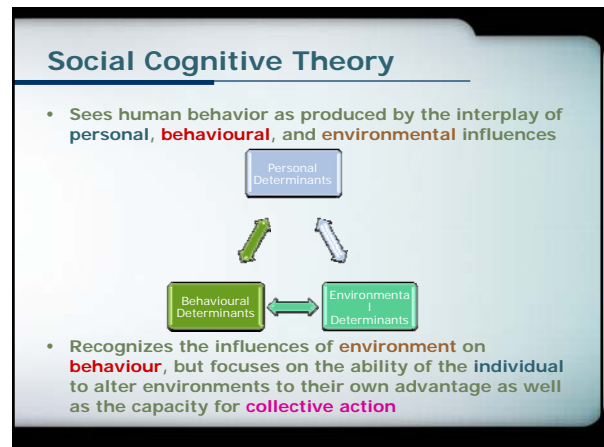 Social Cognitive Theory
• Sees human behavior as produced by the interplay of
personal, behavioural, and environmental influences
Personal
Determinants
Behavioural
Determinants
Environmenta
l
Determinants
• Recognizes the influences of environment on
behaviour, but focuses on the ability of the individual
to alter environments to their own advantage as well
as the capacity for collective action